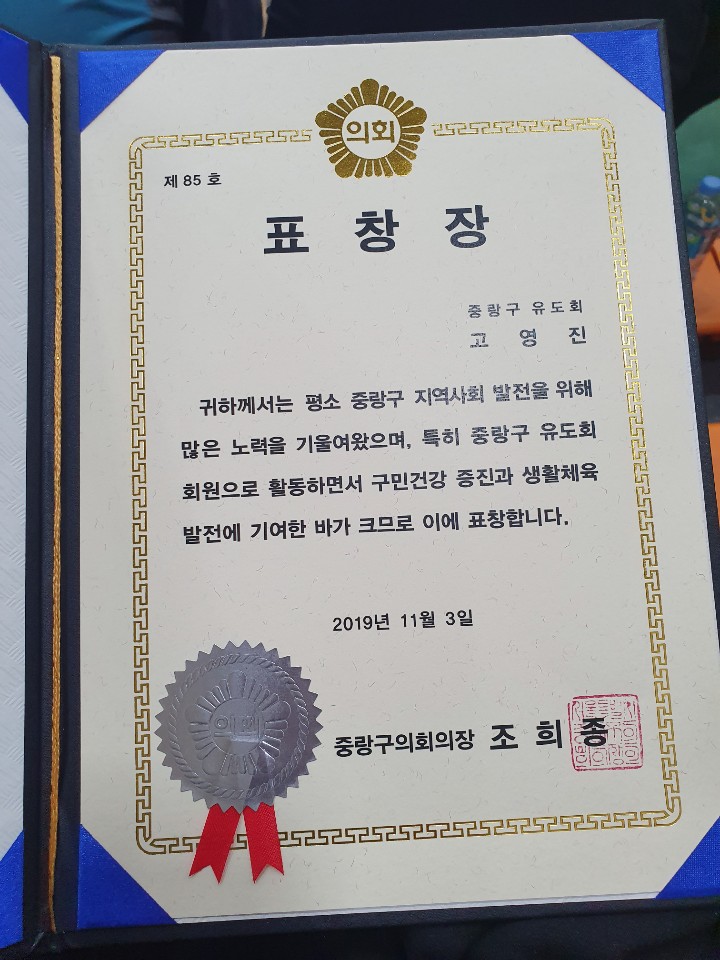 의회
제 85 호
표 창 장
중랑구 유도회
고 영 진
귀하께서는 평소 중랑구 지역사회 발전을 위해
많은 노력을 기울여왔으며, 특히 중랑구 유도회
회원으로 활동하면서 구민건강 증진과 생활체육
발전에 기여한 바가 크므로 이에 표창합니다.
2019년 11월 3일
의회
중랑구의회의장 조 희 종